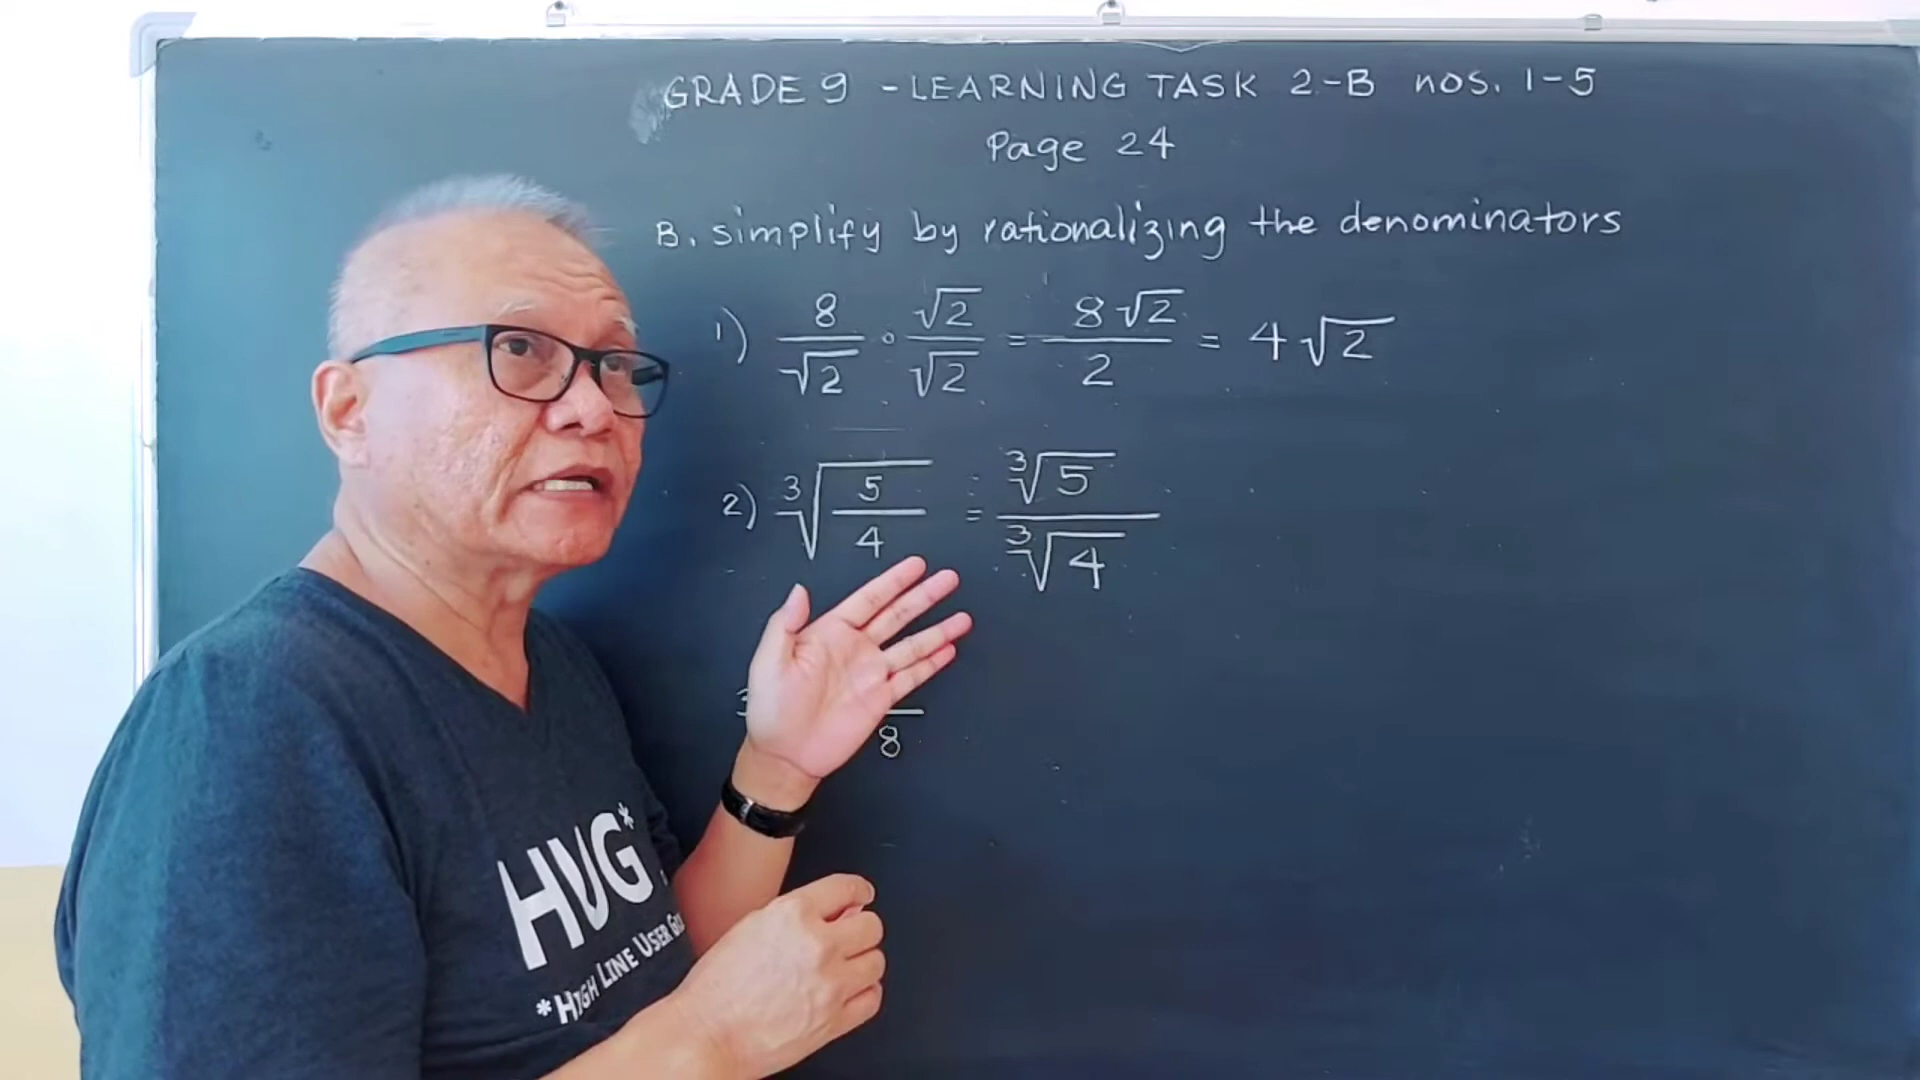 GRADE 9 - LEARNING TASK 2-B nos. 1-5
Page 24
B. simplify by rationalizing the denominators
1) 8/√2 ∘ √2/√2 = 8√2/2 = 4√2
2) ∛(5/4) = ∛5/∛4
3
8
HUG*
*HIGH LINE USER